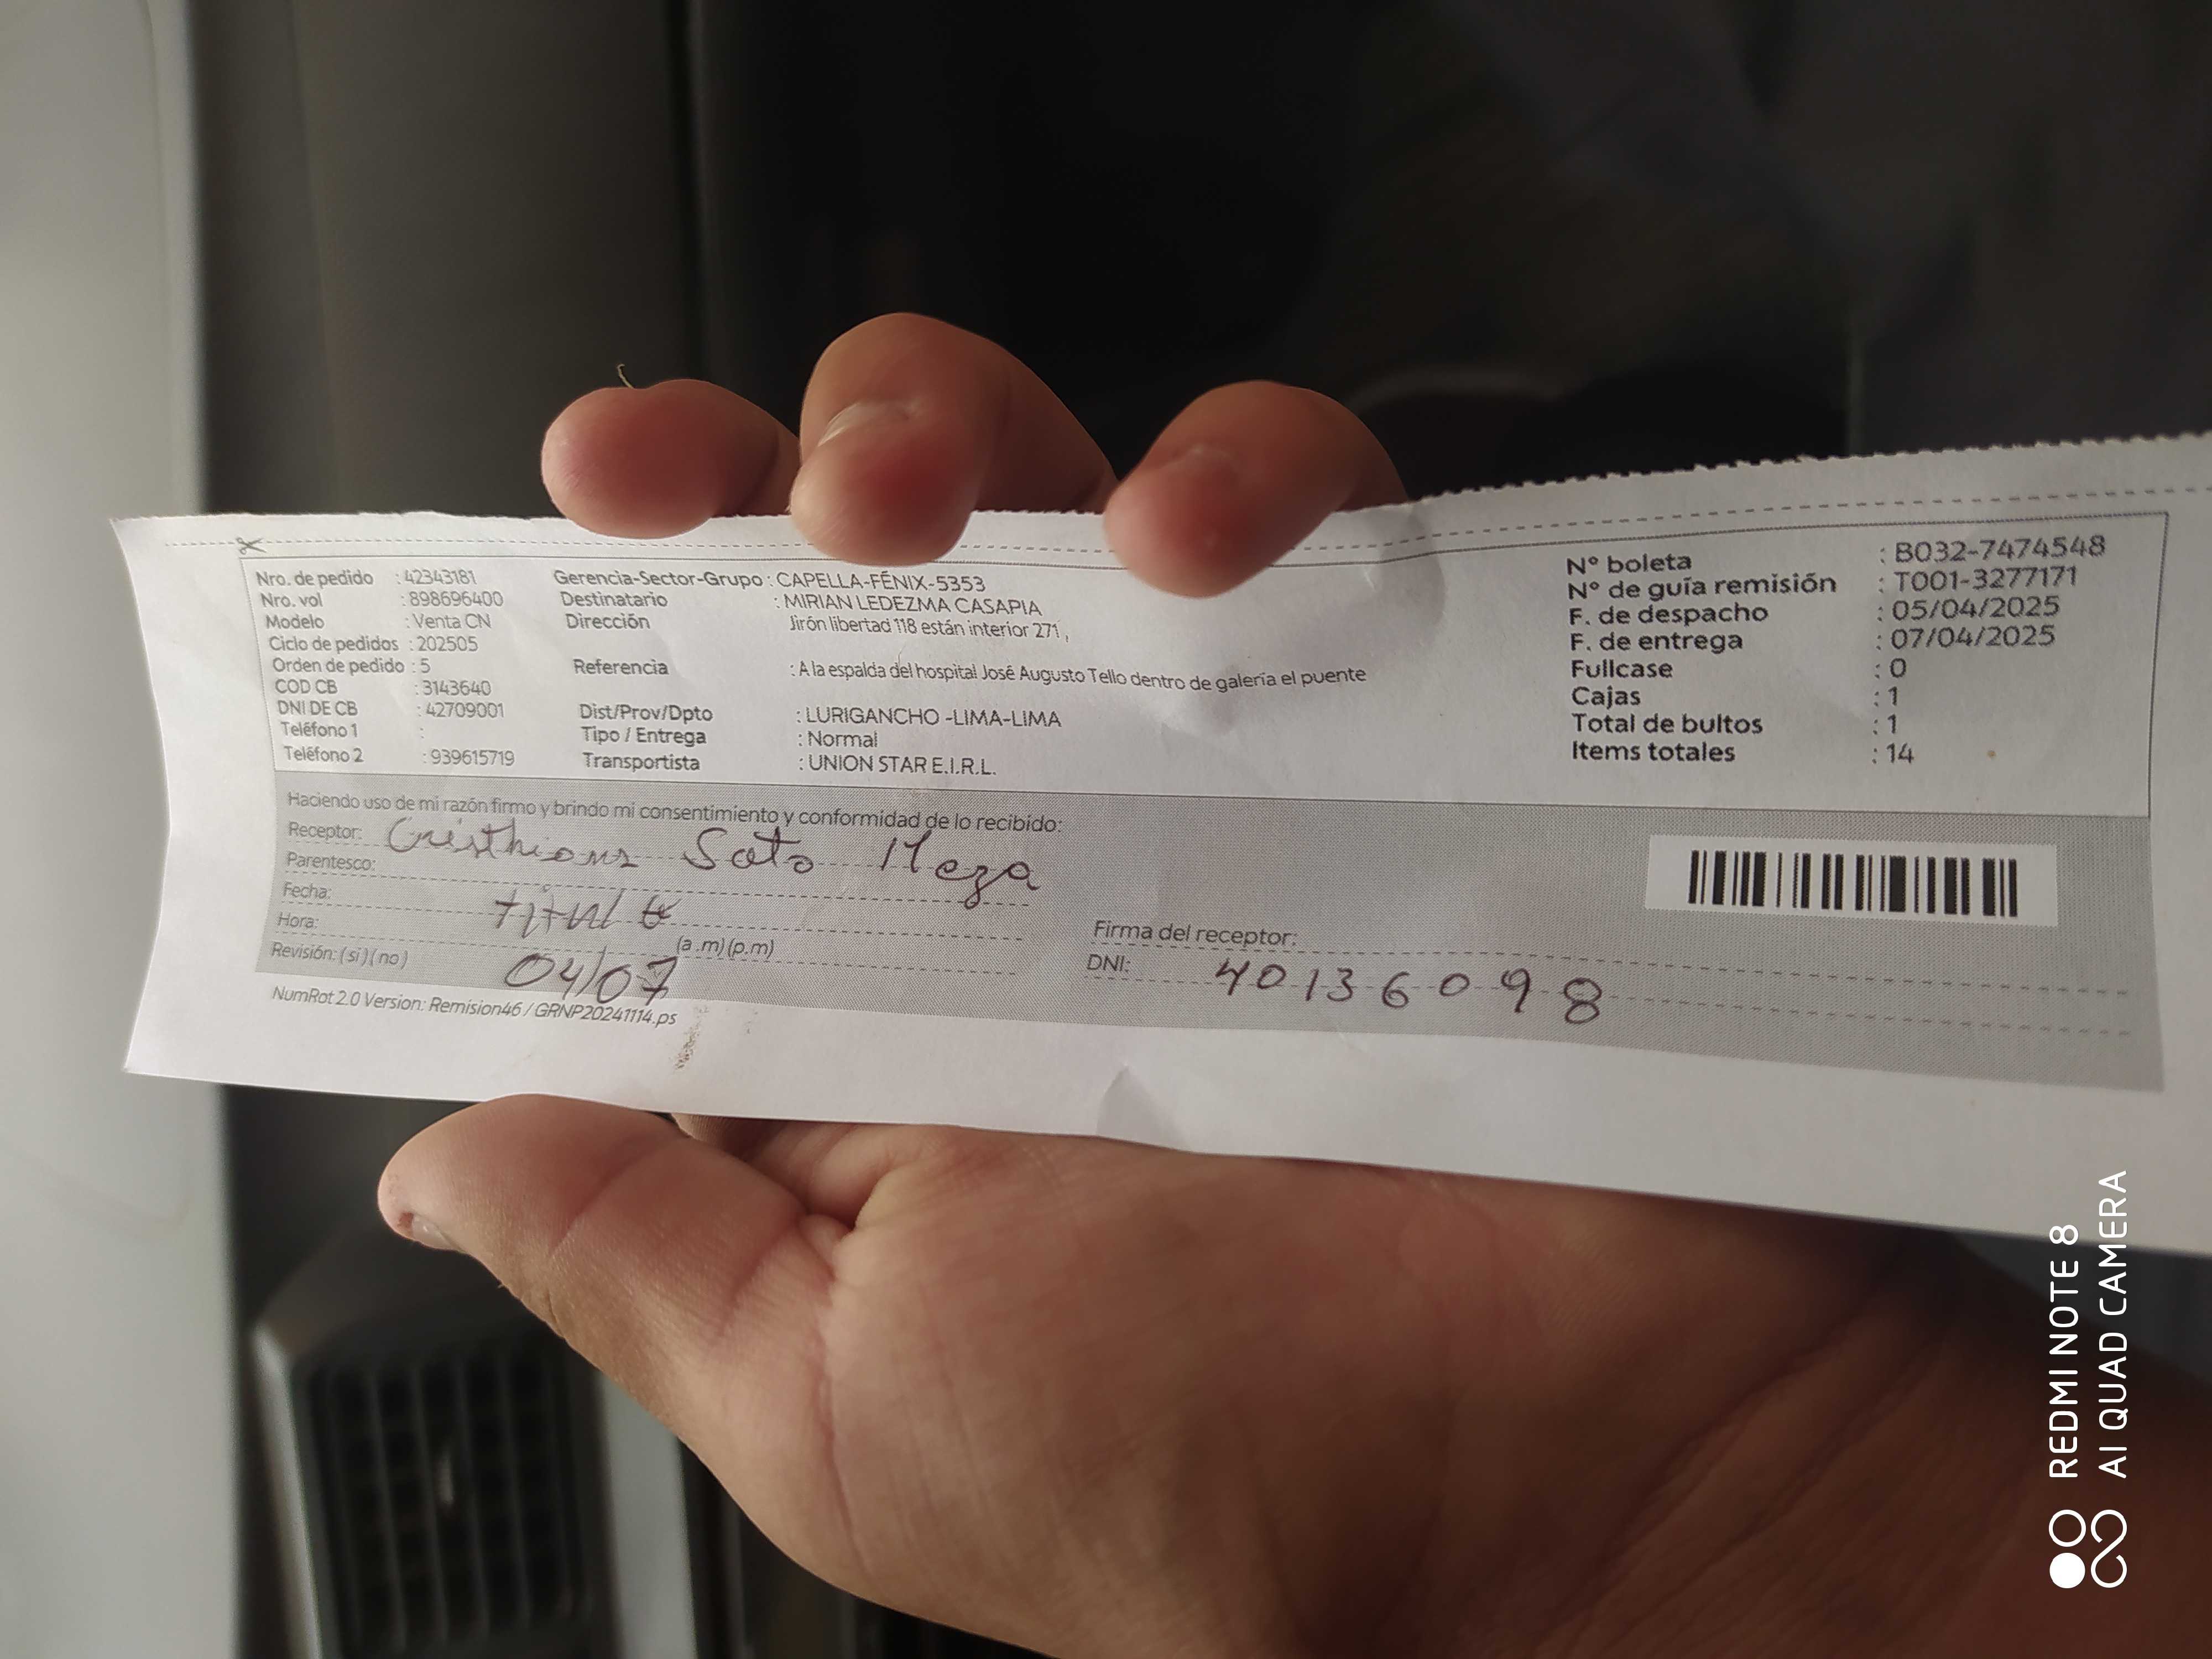 Nro. de pedido : 42343181
Nro. vol : 898696400
Modelo : Venta CN
Ciclo de pedidos : 202505
Orden de pedido : 5
COD CB : 3143640
DNI DE CB : 42709001
Teléfono 1 :
Teléfono 2 : 939615719
Gerencia-Sector-Grupo : CAPELLA-FÉNIX-5353
Destinatario : MIRIAN LEDEZMA CASAPIA
Dirección Jirón libertad 118 están interior 271 ,
Referencia : A la espalda del hospital José Augusto Tello dentro de galería el puente
Dist/Prov/Dpto : LURIGANCHO -LIMA-LIMA
Tipo / Entrega : Normal
Transportista : UNION STAR E.I.R.L.
N° boleta : B032-7474548
N° de guía remisión : T001-3277171
F. de despacho : 05/04/2025
F. de entrega : 07/04/2025
Fullcase : 0
Cajas : 1
Total de bultos : 1
Items totales : 14
Haciendo uso de mi razón firmo y brindo mi consentimiento y conformidad de lo recibido:
Receptor: Soto Meza
Parentesco:
Fecha:
Hora: (a.m) (p.m)
Revisión: ( si ) ( no ) 04/07
Firma del receptor:
DNI: 40136098
NumRot 2.0 Version: Remision46 / GRNP20241114.ps
REDMI NOTE 8
AI QUAD CAMERA